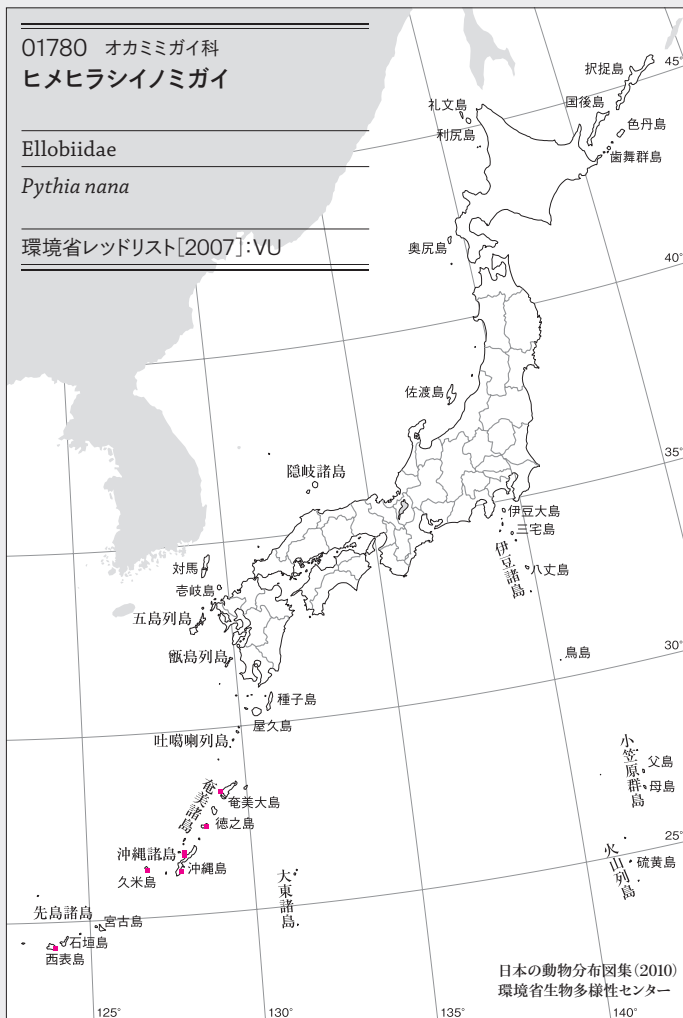 01780 オカミミガイ科
ヒメヒラシイノミガイ
Ellobiidae
Pythia nana
環境省レッドリスト[2007]:VU
択捉島
45°
国後島
礼文島
色丹島
利尻島
歯舞群島
奥尻島
40°
佐渡島
35°
隠岐諸島
伊豆大島
三宅島
伊豆諸島
八丈島
対馬
壱岐島
五島列島
甑島列島
鳥島
30°
種子島
屋久島
吐噶喇列島
小笠原群島
父島
母島
奄美諸島
奄美大島
徳之島
25°
沖縄諸島
沖縄島
久米島
火山列島
硫黄島
大東諸島
先島諸島
宮古島
石垣島
西表島
日本の動物分布図集(2010)
環境省生物多様性センター
125°
130°
135°
140°